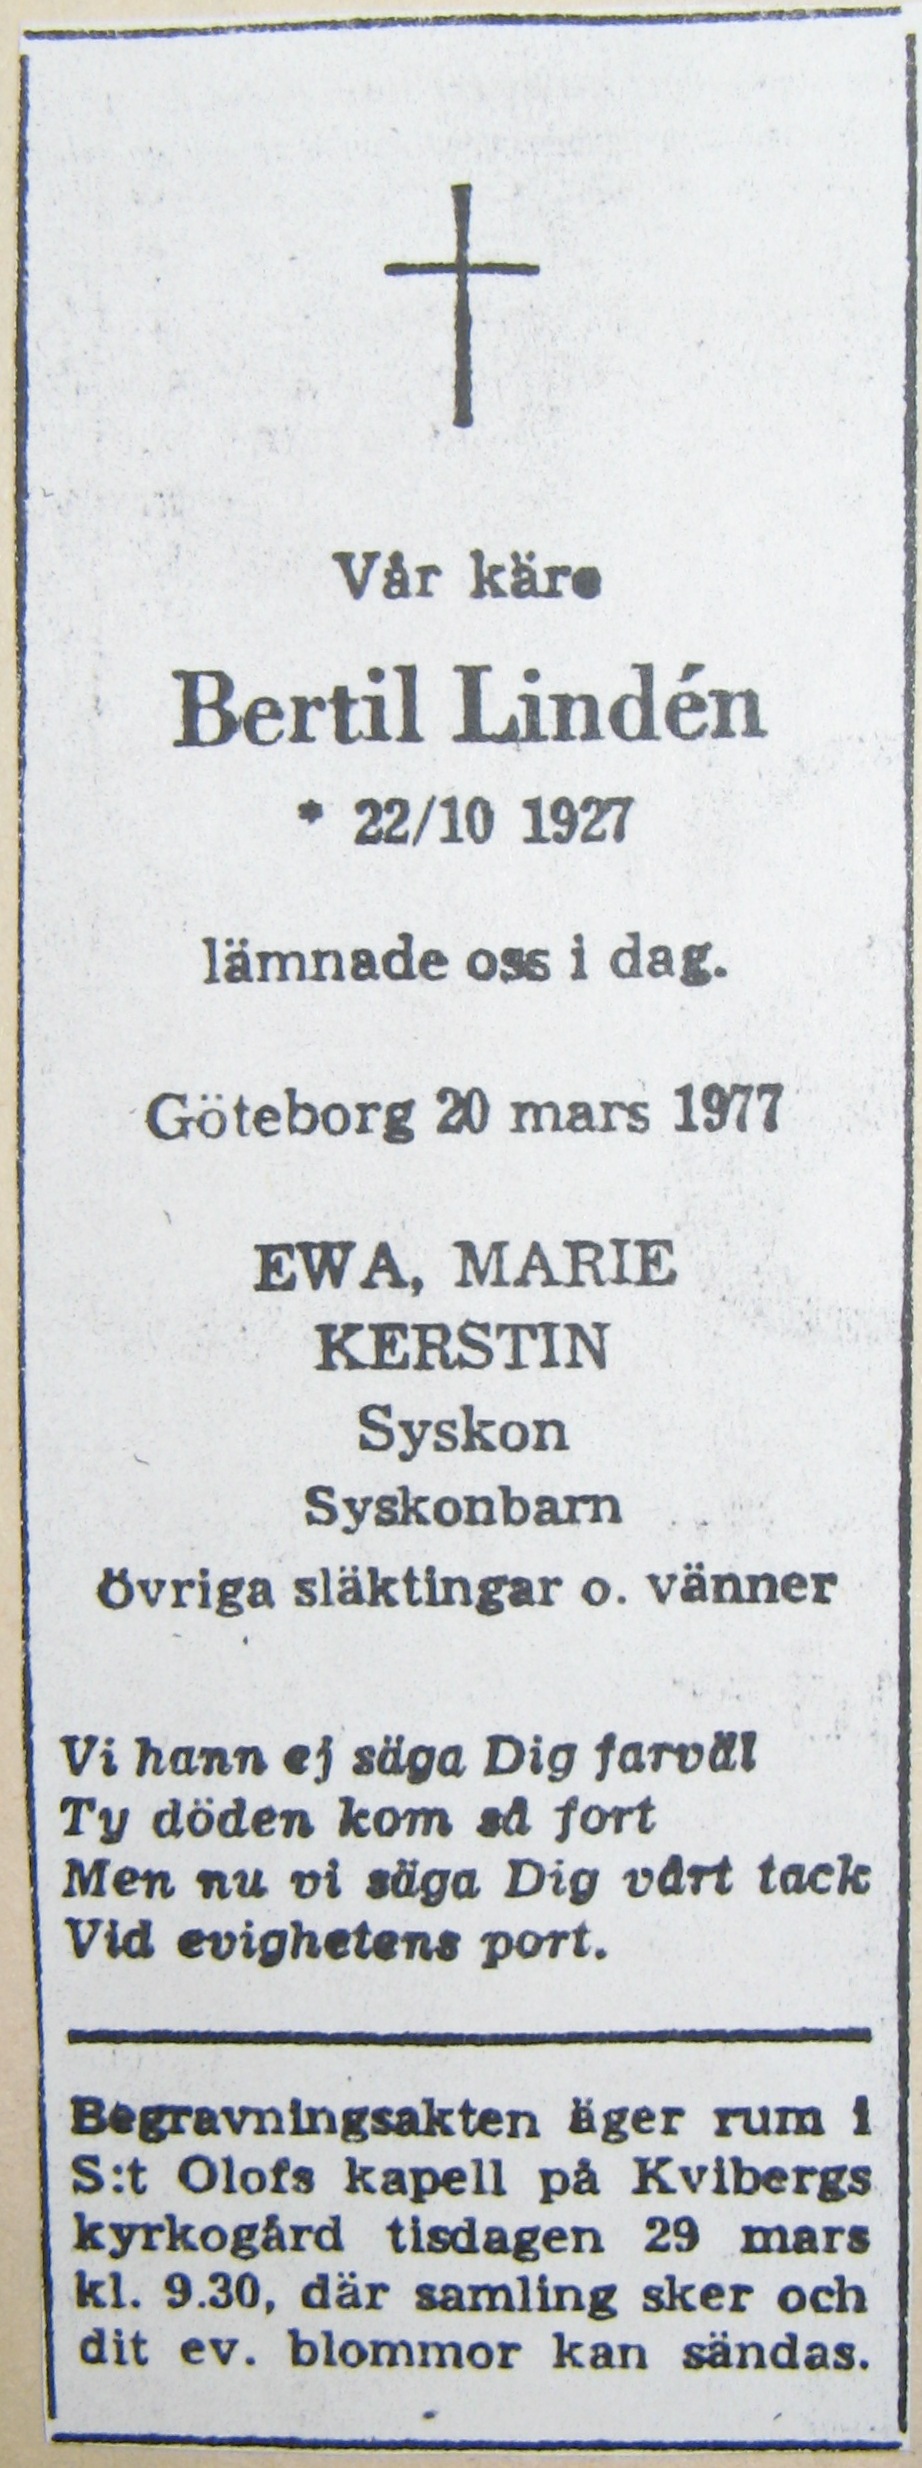 Vår käre
Bertil Lindén
* 22/10 1927
lämnade oss i dag.
Göteborg 20 mars 1977
EWA, MARIE
KERSTIN
Syskon
Syskonbarn
övriga släktingar o. vänner
Vi hann ej säga Dig farväl
Ty döden kom så fort
Men nu vi säga Dig vårt tack
Vid evighetens port.
Begravningsakten äger rum i
S:t Olofs kapell på Kvibergs
kyrkogård tisdagen 29 mars
kl. 9.30, där samling sker och
dit ev. blommor kan sändas.